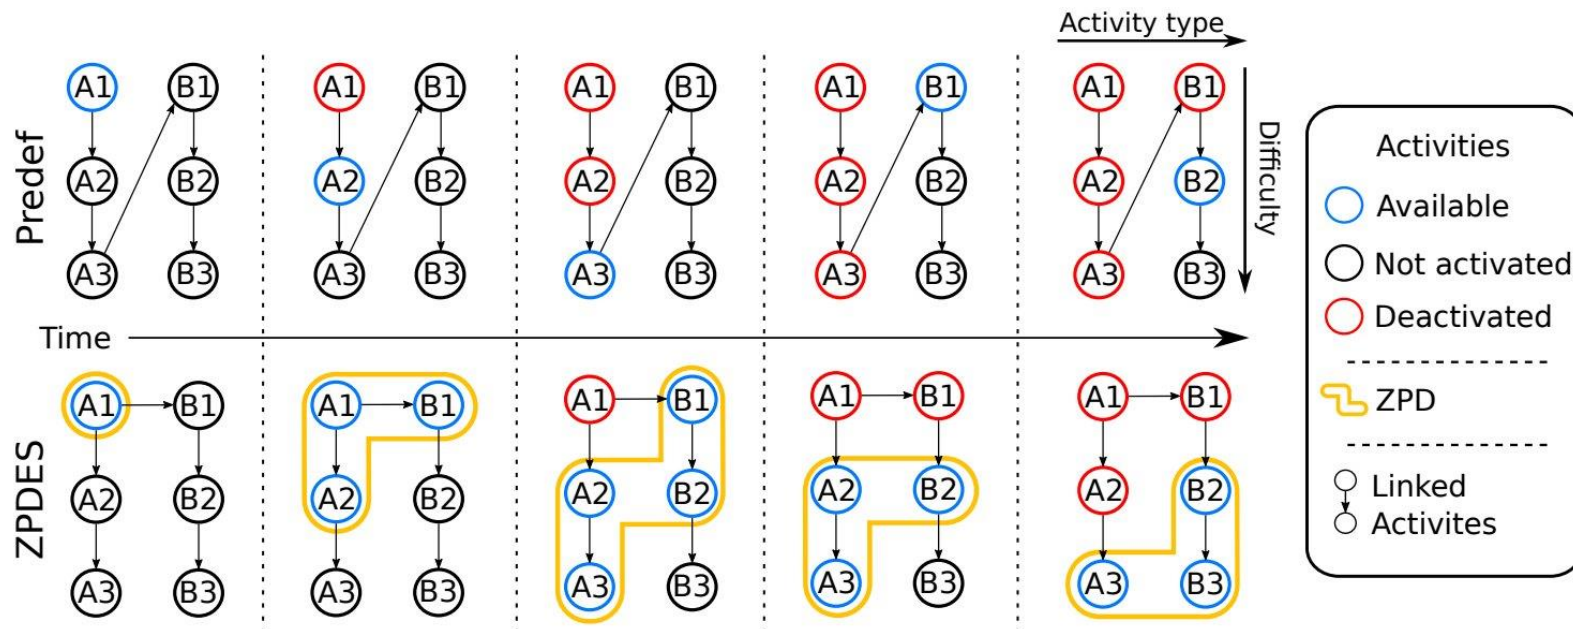 Activity type
Predef
A1 B1 A1 B1 A1 B1 A1 B1 A1 B1
A2 B2 A2 B2 A2 B2 A2 B2 A2 B2
A3 B3 A3 B3 A3 B3 A3 B3 A3 B3
Difficulty
Time
ZPDES
A1 B1 A1 B1 A1 B1 A1 B1 A1 B1
A2 B2 A2 B2 A2 B2 A2 B2 A2 B2
A3 B3 A3 B3 A3 B3 A3 B3 A3 B3
Activities
Available
Not activated
Deactivated
ZPD
Linked
Activites